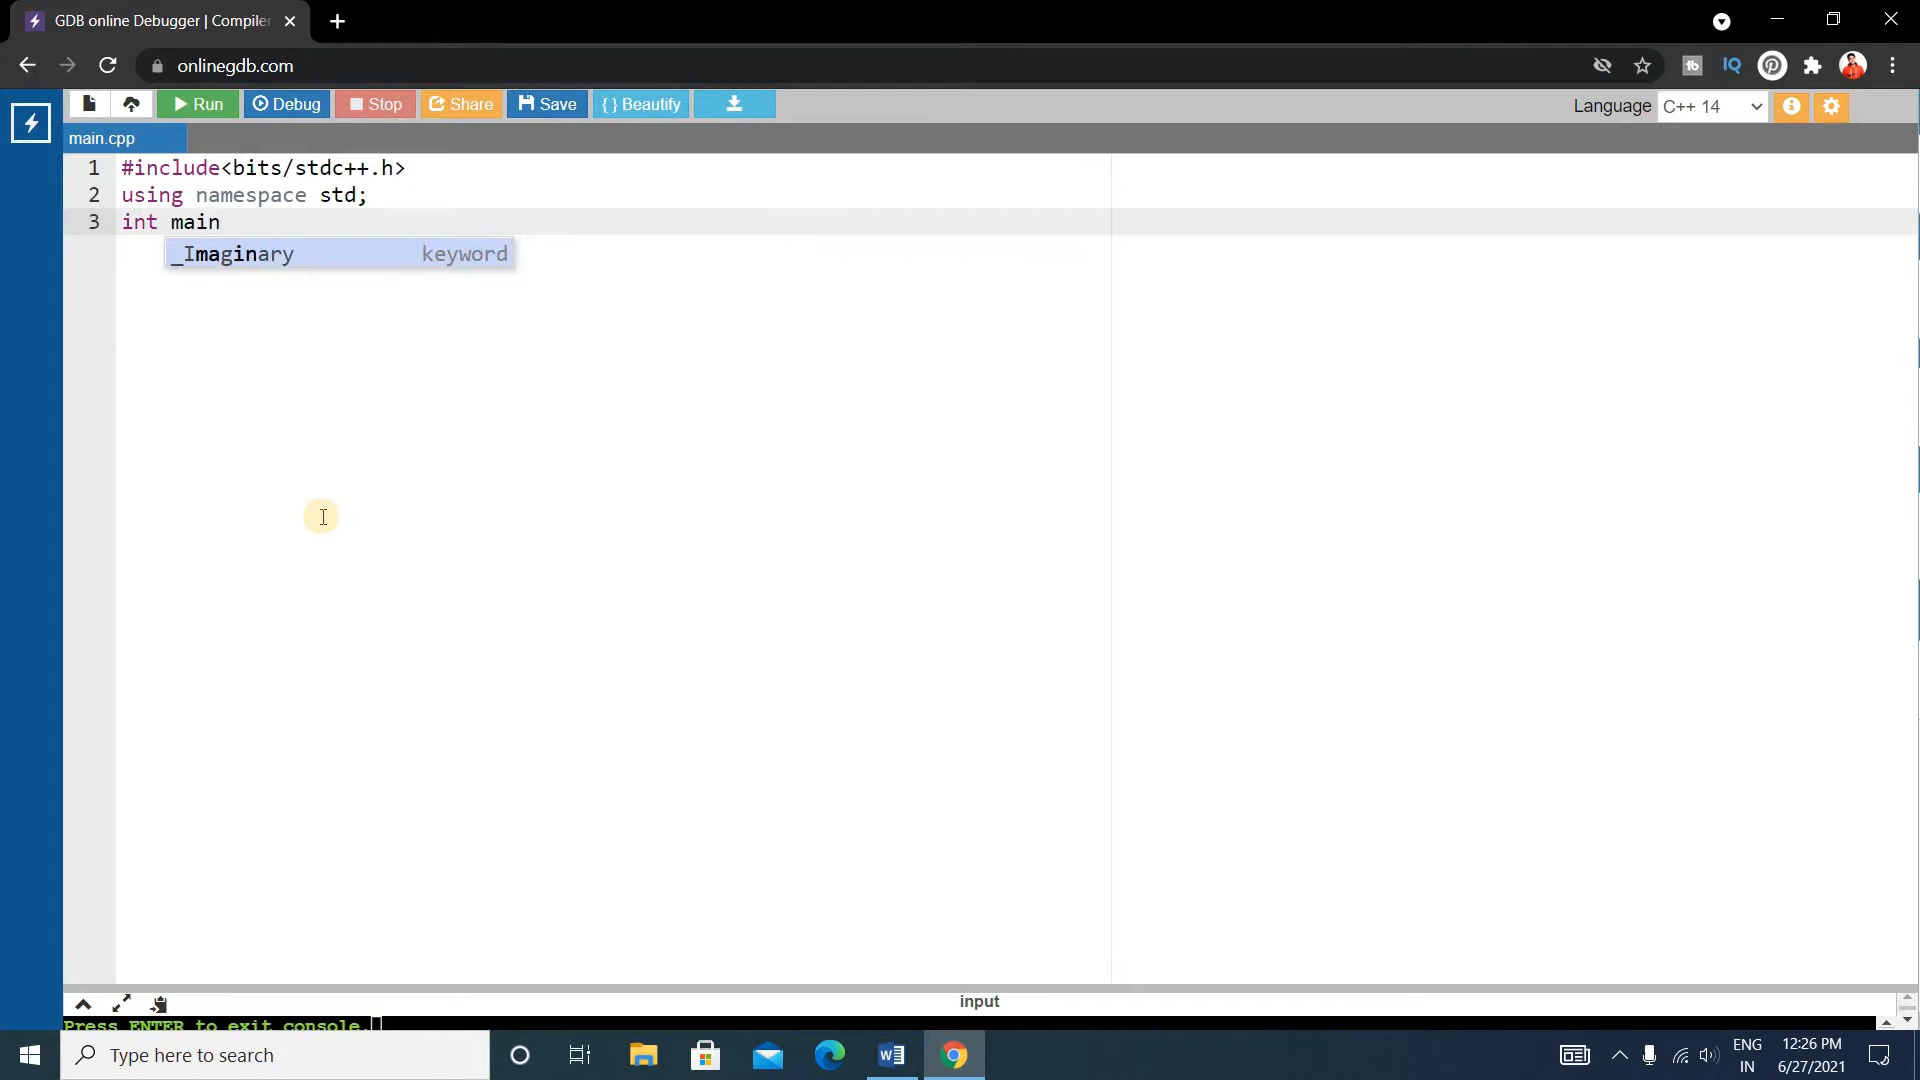 GDB online Debugger | Compiler
onlinegdb.com
Run Debug Stop Share Save { } Beautify Language C++ 14
main.cpp
1 #include<bits/stdc++.h>
2 using namespace std;
3 int main
_Imaginary keyword
input
Press ENTER to exit console.
Type here to search
ENG
IN
12:26 PM
6/27/2021